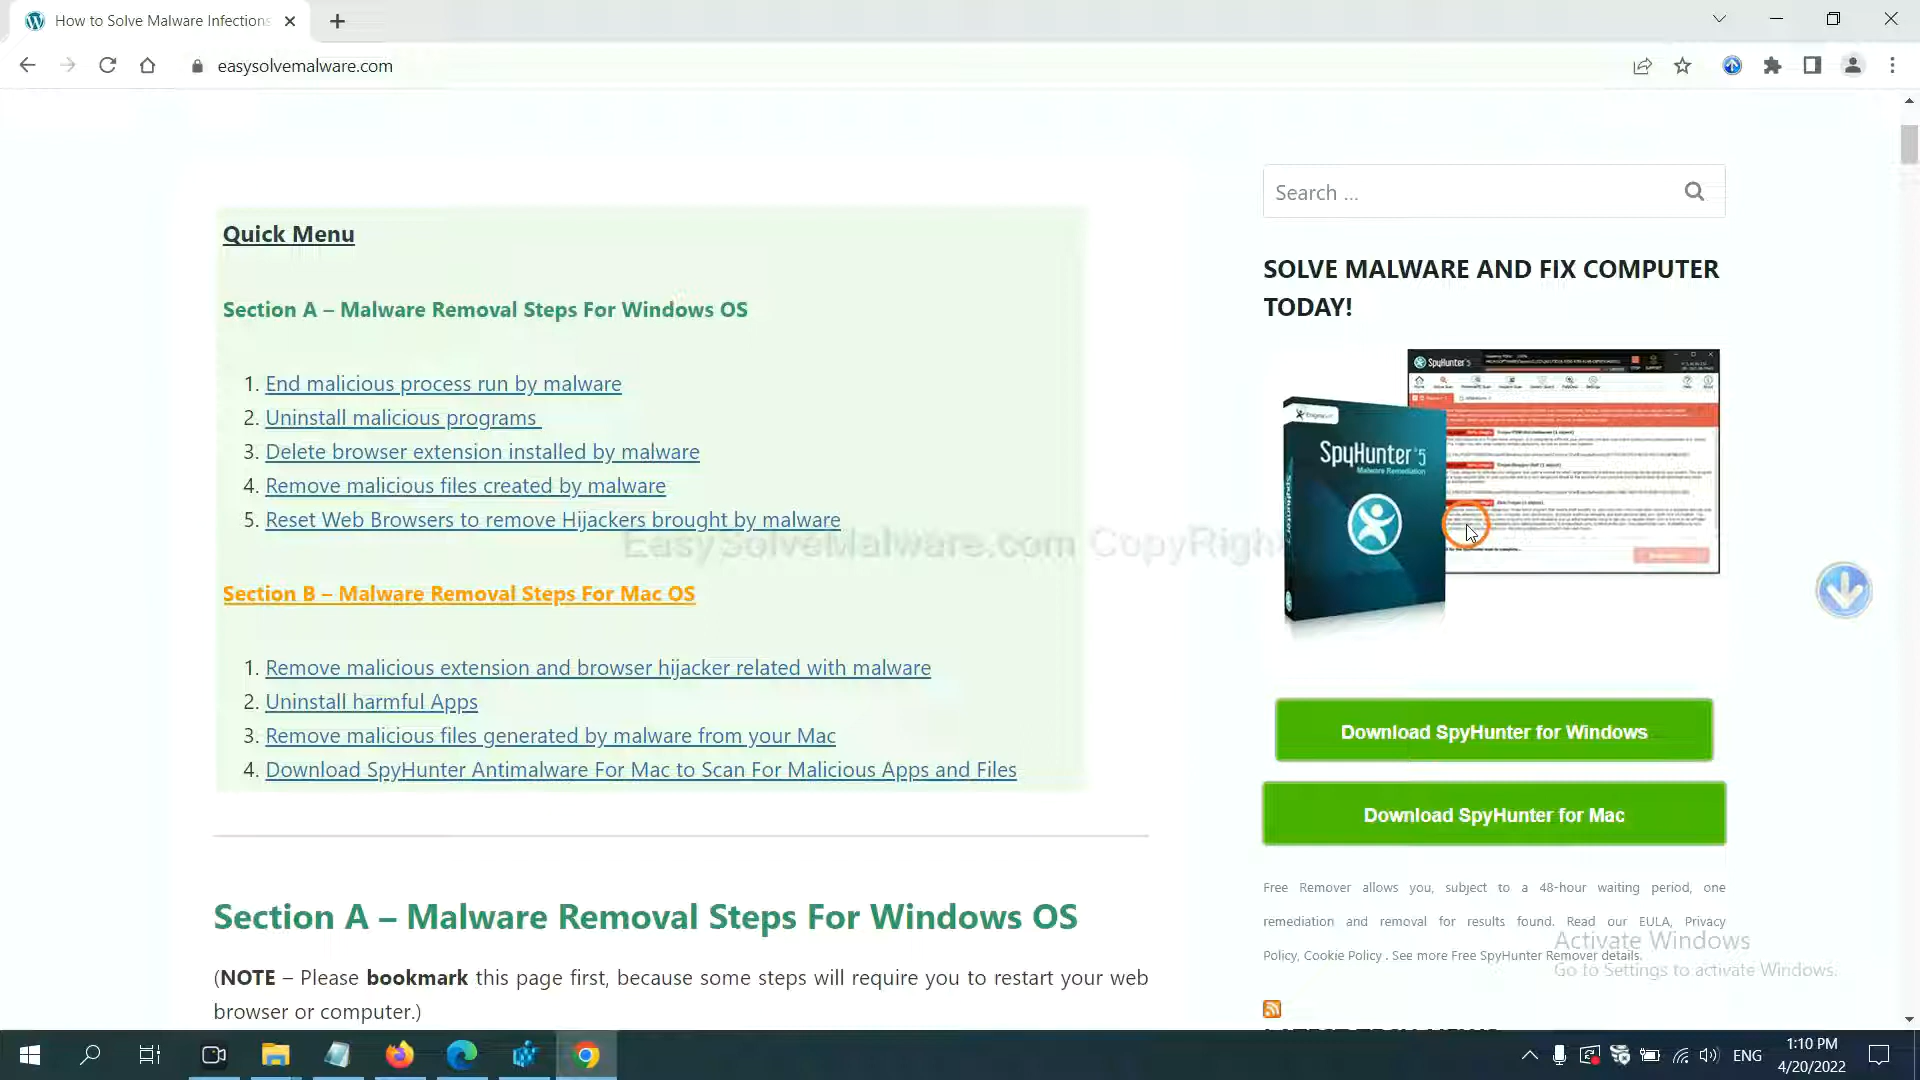 How to Solve Malware Infections
easysolvemalware.com
Search ...
Quick Menu
Section A – Malware Removal Steps For Windows OS
1. End malicious process run by malware
2. Uninstall malicious programs
3. Delete browser extension installed by malware
4. Remove malicious files created by malware
5. Reset Web Browsers to remove Hijackers brought by malware
EasySolveMalware.com CopyRigh
Section B – Malware Removal Steps For Mac OS
1. Remove malicious extension and browser hijacker related with malware
2. Uninstall harmful Apps
3. Remove malicious files generated by malware from your Mac
4. Download SpyHunter Antimalware For Mac to Scan For Malicious Apps and Files
Section A – Malware Removal Steps For Windows OS
(NOTE – Please bookmark this page first, because some steps will require you to restart your web
browser or computer.)
SOLVE MALWARE AND FIX COMPUTER
TODAY!
SpyHunter 5
SpyHunter 5
Malware Remediation
Download SpyHunter for Windows
Download SpyHunter for Mac
Free Remover allows you, subject to a 48-hour waiting period, one
remediation and removal for results found. Read our EULA, Privacy
Policy, Cookie Policy . See more Free SpyHunter Remover details.
Activate Windows
Go to Settings to activate Windows.
LATEST TECH NEWS
ENG
1:10 PM
4/20/2022